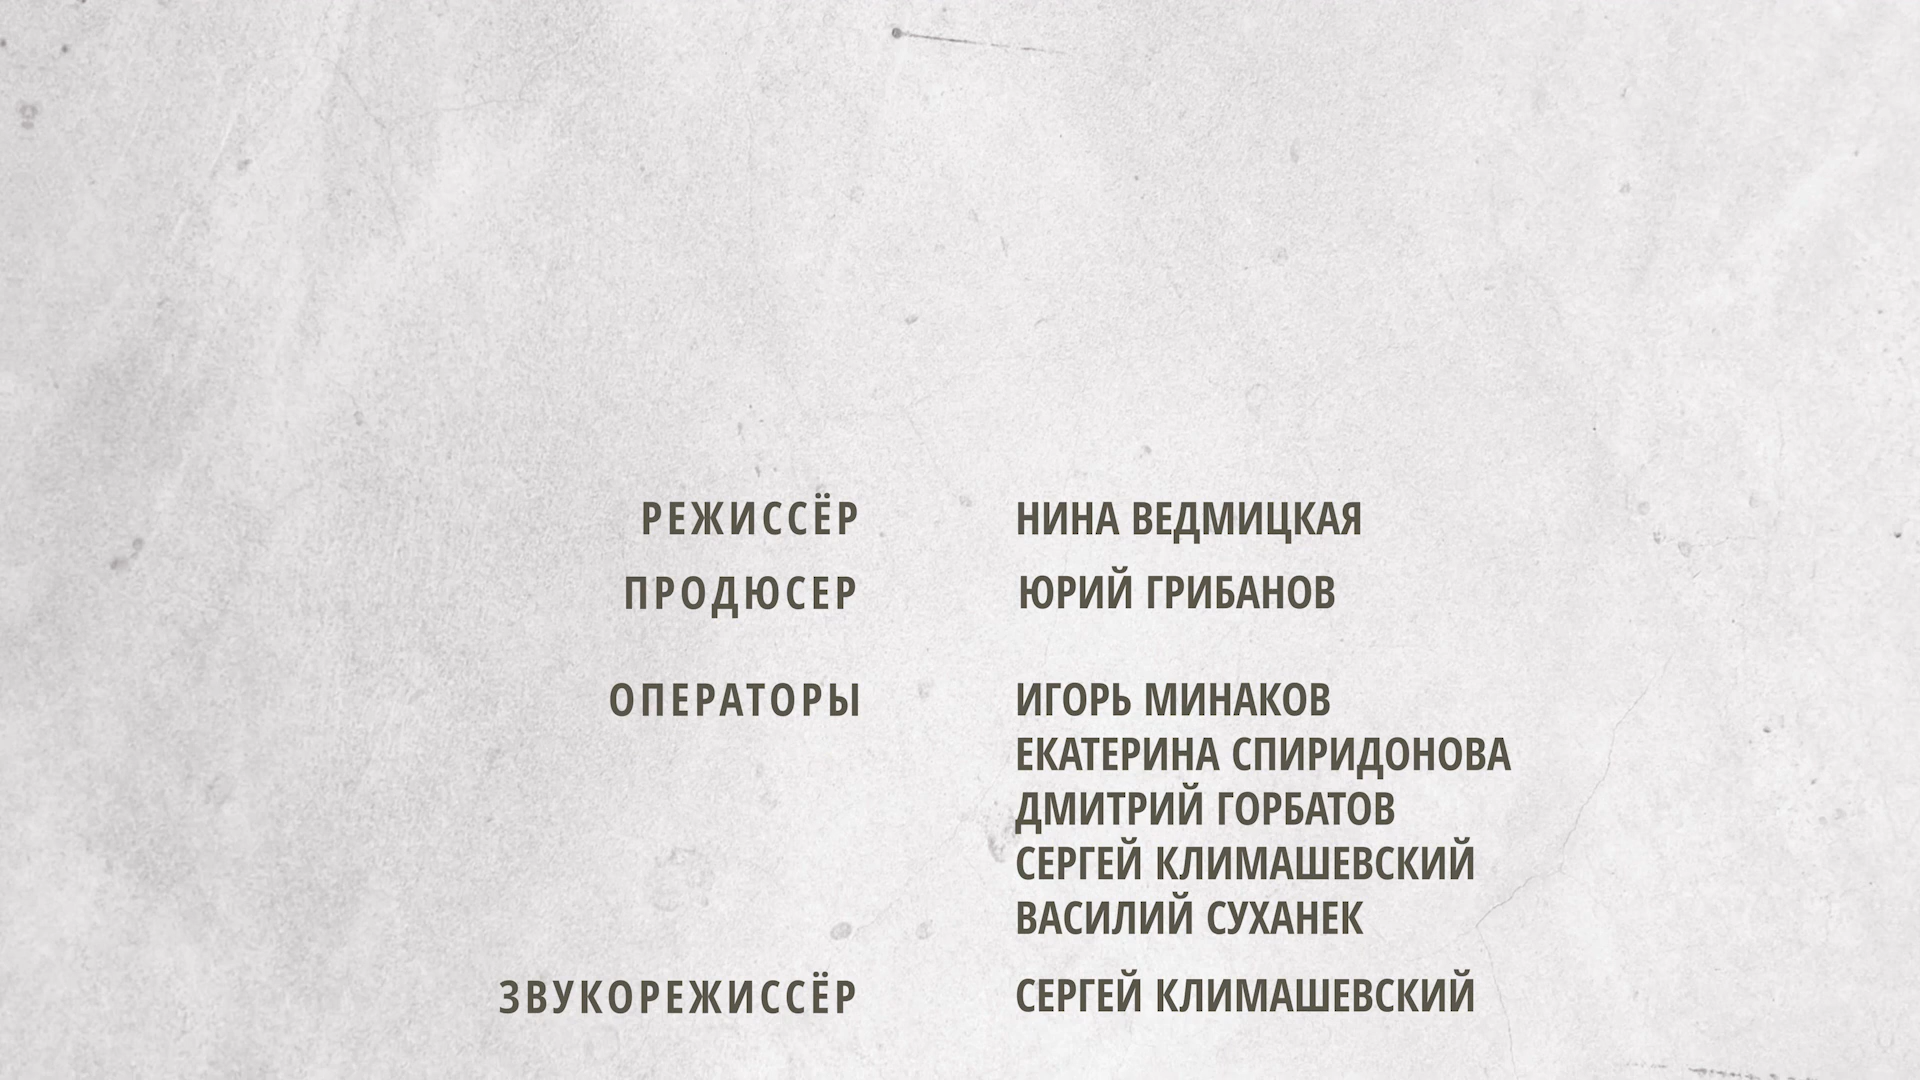 РЕЖИССЁР НИНА ВЕДМИЦКАЯ
ПРОДЮСЕР ЮРИЙ ГРИБАНОВ
ОПЕРАТОРЫ ИГОРЬ МИНАКОВ
ЕКАТЕРИНА СПИРИДОНОВА
ДМИТРИЙ ГОРБАТОВ
СЕРГЕЙ КЛИМАШЕВСКИЙ
ВАСИЛИЙ СУХАНЕК
ЗВУКОРЕЖИССЁР СЕРГЕЙ КЛИМАШЕВСКИЙ